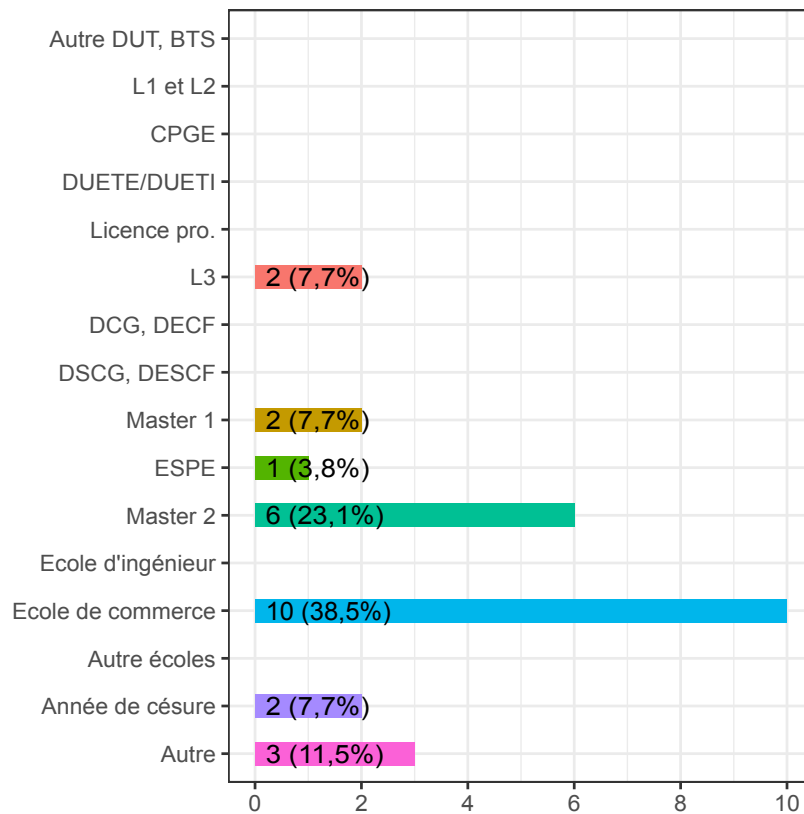 Autre DUT, BTS
L1 et L2
CPGE
DUETE/DUETI
Licence pro.
L3
2 (7,7%)
DCG, DECF
DSCG, DESCF
Master 1
2 (7,7%)
ESPE
1 (3,8%)
Master 2
6 (23,1%)
Ecole d'ingénieur
Ecole de commerce
10 (38,5%)
Autre écoles
Année de césure
2 (7,7%)
Autre
3 (11,5%)
0 2 4 6 8 10